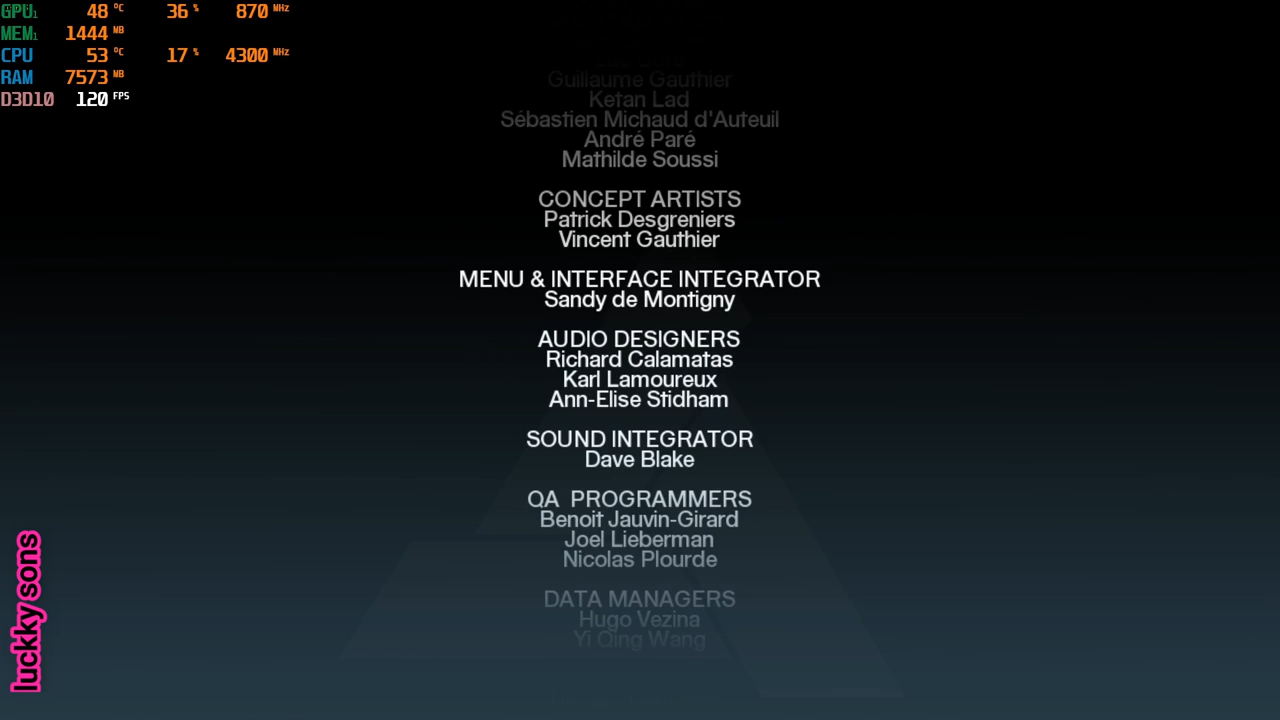 GPU1 48 °C 36 % 870 MHz
MEM1 1444 MB
CPU 53 °C 17 % 4300 MHz
RAM 7573 MB
D3D10 120 FPS
Guillaume Gauthier
Ketan Lad
Sébastien Michaud d'Auteuil
André Paré
Mathilde Soussi
CONCEPT ARTISTS
Patrick Desgreniers
Vincent Gauthier
MENU & INTERFACE INTEGRATOR
Sandy de Montigny
AUDIO DESIGNERS
Richard Calamatas
Karl Lamoureux
Ann-Elise Stidham
SOUND INTEGRATOR
Dave Blake
QA PROGRAMMERS
Benoit Jauvin-Girard
Joel Lieberman
Nicolas Plourde
DATA MANAGERS
Hugo Vezina
Yi Qing Wang
luckky sons